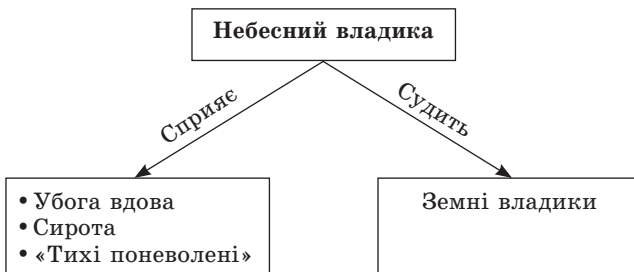 Небесний владика
Сприяє
Судить
• Убога вдова
• Сирота
• «Тихі поневолені»
Земні владики